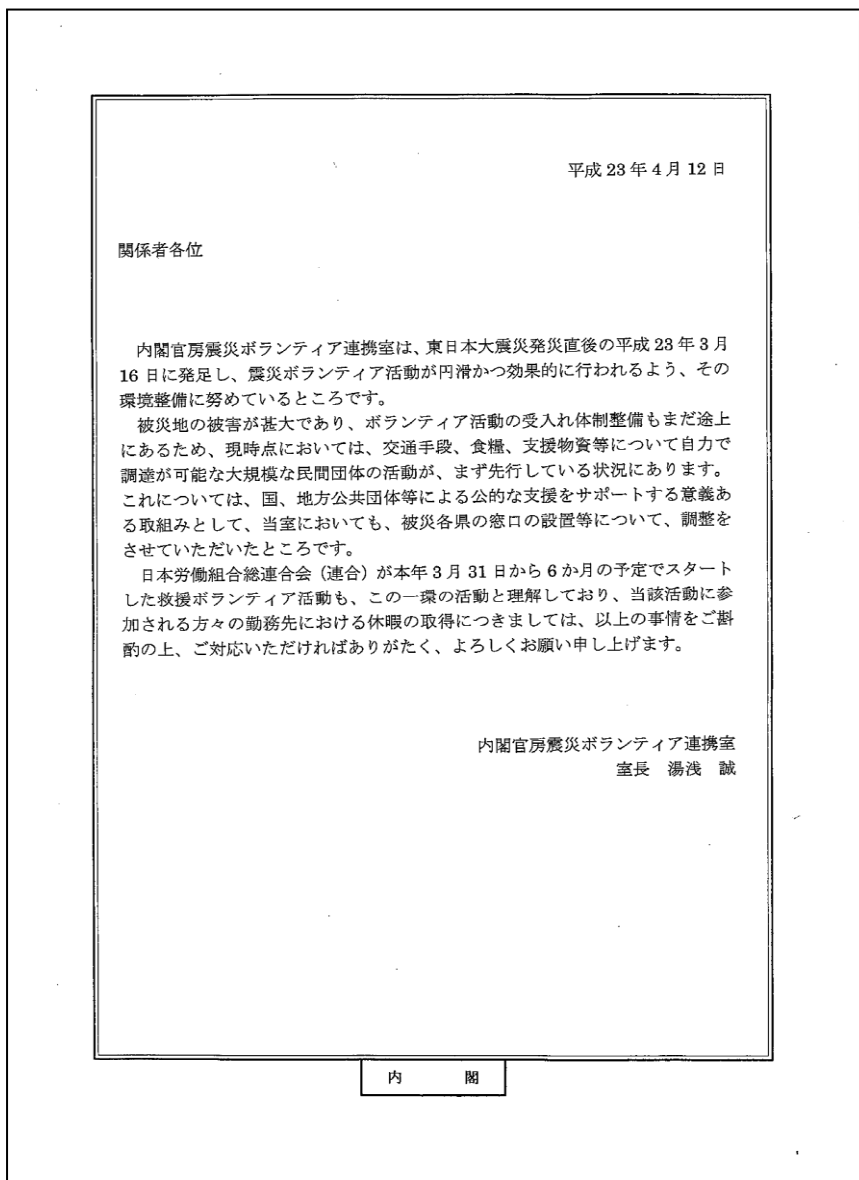 平成 23 年 4 月 12 日
関係者各位
内閣官房震災ボランティア連携室は、東日本大震災発災直後の平成 23 年 3 月
16 日に発足し、震災ボランティア活動が円滑かつ効果的に行われるよう、その
環境整備に努めているところです。
被災地の被害が甚大であり、ボランティア活動の受入れ体制整備もまだ途上
にあるため、現時点においては、交通手段、食糧、支援物資等について自力で
調達が可能な大規模な民間団体の活動が、まず先行している状況にあります。
これについては、国、地方公共団体等による公的な支援をサポートする意義あ
る取組みとして、当室においても、被災各県の窓口の設置等について、調整を
させていただいたところです。
日本労働組合総連合会（連合）が本年 3 月 31 日から 6 か月の予定でスタート
した救援ボランティア活動も、この一環の活動と理解しており、当該活動に参
加される方々の勤務先における休暇の取得につきましては、以上の事情をご斟
酌の上、ご対応いただければありがたく、よろしくお願い申し上げます。
内閣官房震災ボランティア連携室
室長　湯浅　誠
内　閣